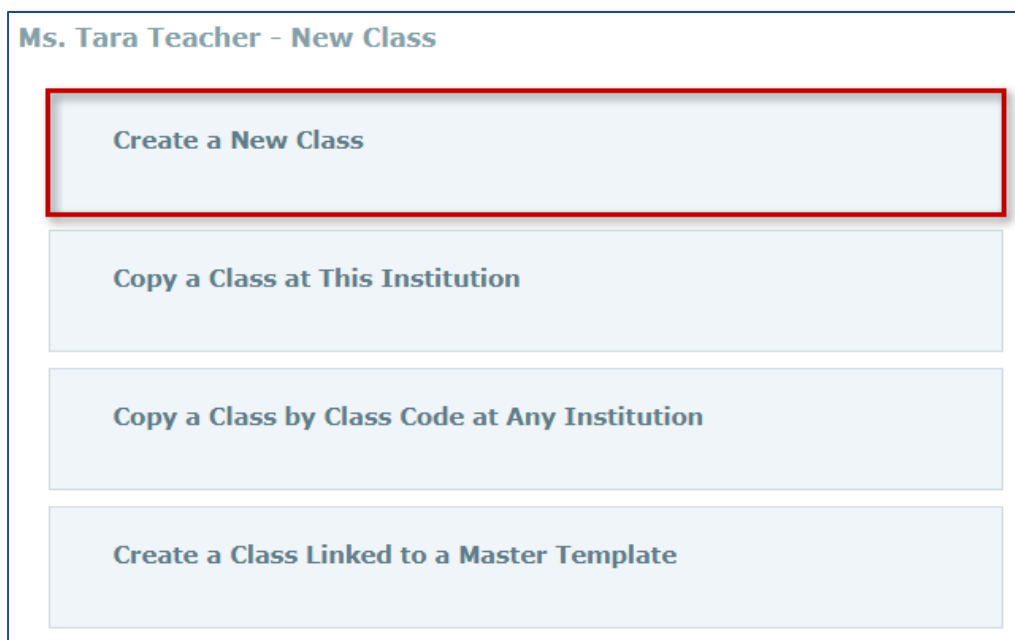 Ms. Tara Teacher - New Class
Create a New Class
Copy a Class at This Institution
Copy a Class by Class Code at Any Institution
Create a Class Linked to a Master Template